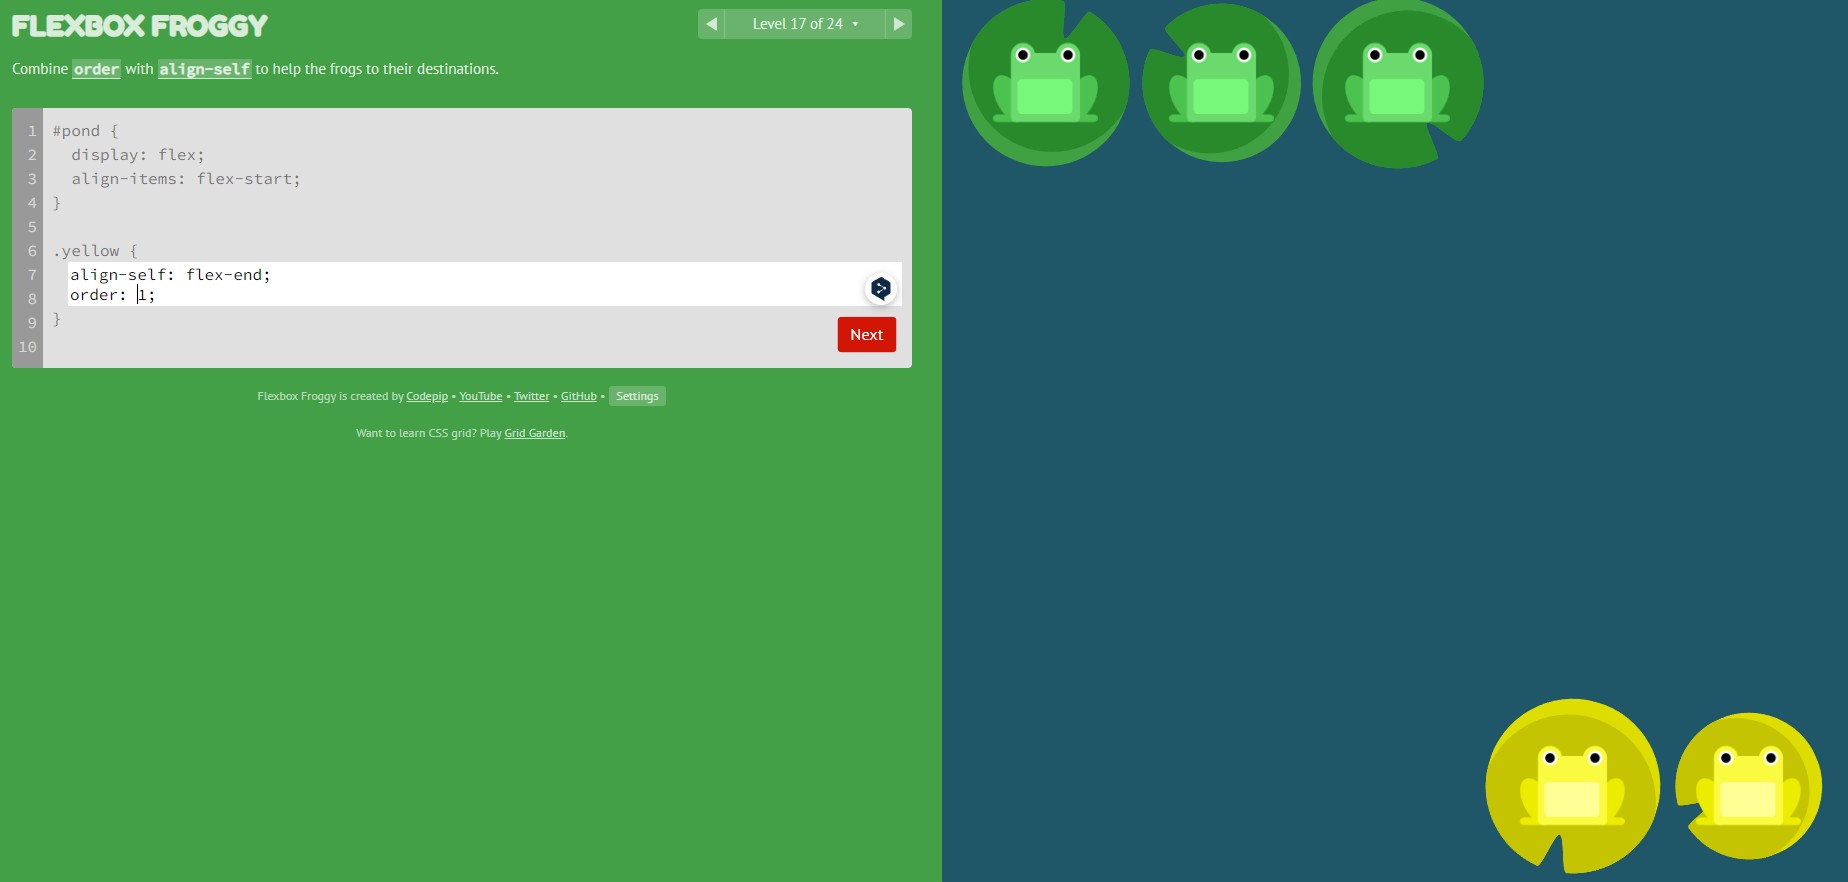 FLEXBOX FROGGY
Level 17 of 24
Combine order with align-self to help the frogs to their destinations.
1 #pond {
2 display: flex;
3 align-items: flex-start;
4 }
5
6 .yellow {
7 align-self: flex-end;
8 order: 1;
9 }
10
Next
Flexbox Froggy is created by Codepip • YouTube • Twitter • GitHub • Settings
Want to learn CSS grid? Play Grid Garden.